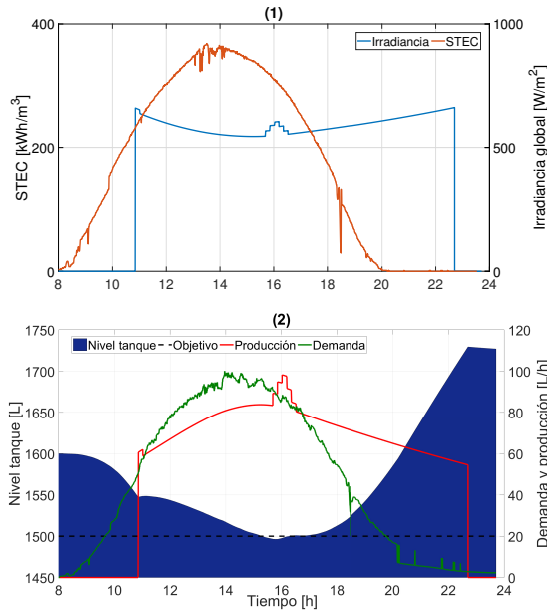 (1)
400
200
0
STEC [kWh/m³]
Irradiancia
STEC
1000
500
0
Irradiancia global [W/m²]
8 10 12 14 16 18 20 22 24
(2)
1750
1700
1650
1600
1550
1500
1450
Nivel tanque [L]
Nivel tanque
Objetivo
Producción
Demanda
120
100
80
60
40
20
0
Demanda y producción [L/h]
8 10 12 14 16 18 20 22 24
Tiempo [h]